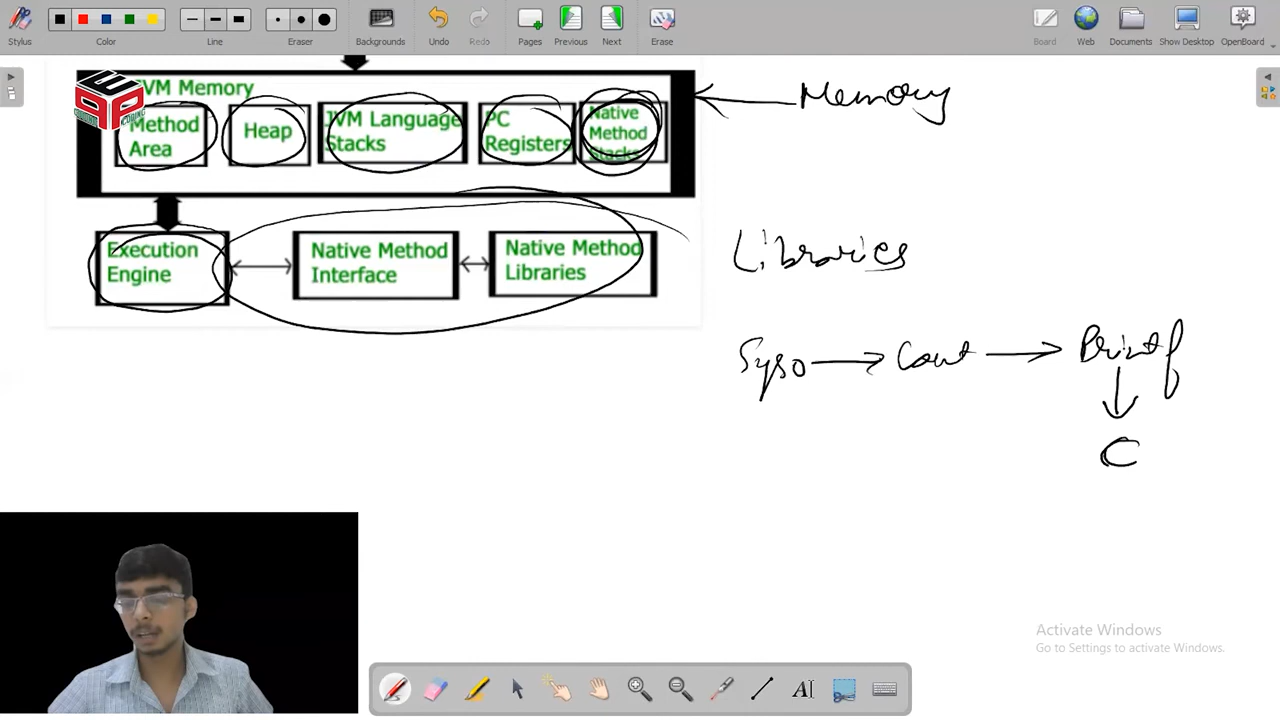 Stylus
Color
Line
Eraser
Backgrounds
Undo
Redo
Pages
Previous
Next
Erase
Board
Web
Documents
Show Desktop
OpenBoard
JVM Memory
Method
Area
Heap
JVM Language
Stacks
PC
Registers
Native
Method
Stacks
Memory
Execution
Engine
Native Method
Interface
Native Method
Libraries
Libraries
Syso → Cout → Printf
C
Activate Windows
Go to Settings to activate Windows.